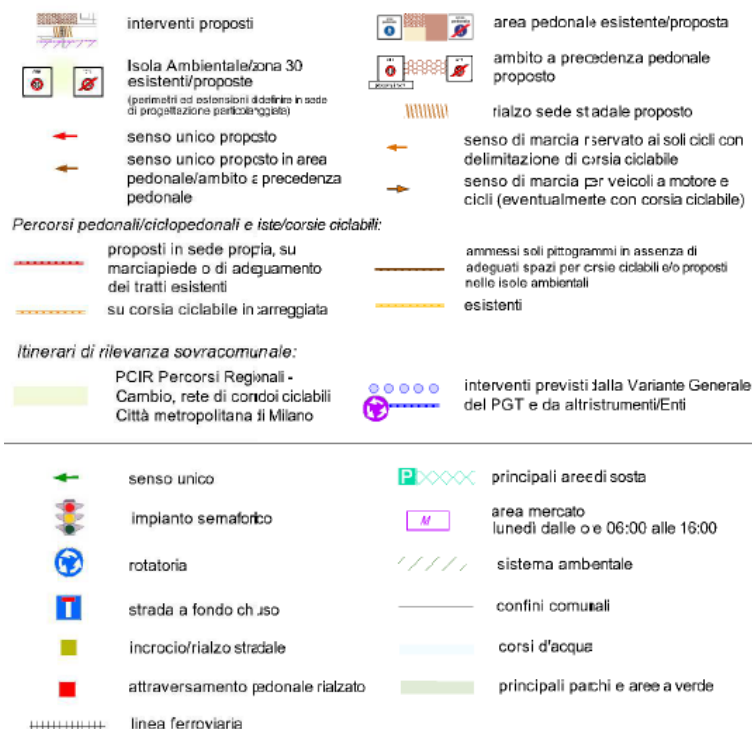 interventi proposti
Isola Ambientale/zona 30
esistenti/proposte
(perimetri ed estensioni da definire in sede
di progettazione particolareggiata)
senso unico proposto
senso unico proposto in area
pedonale/ambito a precedenza
pedonale
area pedonale esistente/proposta
ambito a precedenza pedonale
proposto
rialzo sede stadale proposto
senso di marcia riservato ai soli cicli con
delimitazione di corsia ciclabile
senso di marcia per veicoli a motore e
cicli (eventualmente con corsia ciclabile)
Percorsi pedonali/ciclopedonali e iste/corsie ciclabili:
proposti in sede propria, su
marciapiede o di adeguamento
dei tratti esistenti
su corsia ciclabile in carreggiata
ammessi soli pittogrammi in assenza di
adeguati spazi per corsie ciclabili e/o proposti
nelle isole ambientali
esistenti
Itinerari di rilevanza sovracomunale:
PCIR Percorsi Regionali -
Cambio, rete di corridoi ciclabili
Città metropolitana di Milano
interventi previsti dalla Variante Generale
del PGT e da altri strumenti/Enti
senso unico
impianto semaforico
rotatoria
strada a fondo chiuso
incrocio/rialzo stradale
attraversamento pedonale rialzato
linea ferroviaria
P
principali aree di sosta
M
area mercato
lunedì dalle ore 06:00 alle 16:00
sistema ambientale
confini comunali
corsi d'acqua
principali parchi e aree a verde